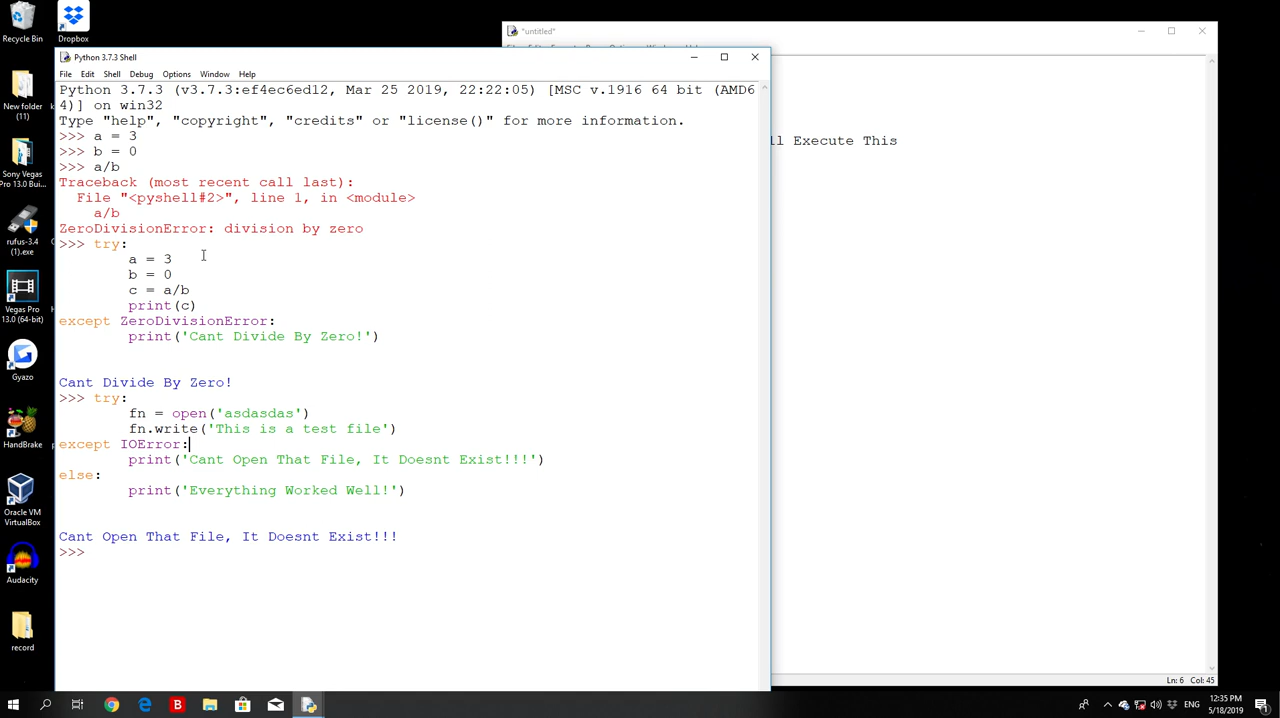 Recycle Bin
Dropbox
New folder
(11)
Sony Vegas
Pro 13.0 Bui...
rufus-3.4
(1).exe
Vegas Pro
13.0 (64-bit)
Gyazo
HandBrake
Oracle VM
VirtualBox
Audacity
record
*untitled*
ll Execute This
Ln: 6 Col: 45
Python 3.7.3 Shell
File Edit Shell Debug Options Window Help
Python 3.7.3 (v3.7.3:ef4ec6ed12, Mar 25 2019, 22:22:05) [MSC v.1916 64 bit (AMD6
4)] on win32
Type "help", "copyright", "credits" or "license()" for more information.
>>> a = 3
>>> b = 0
>>> a/b
Traceback (most recent call last):
File "<pyshell#2>", line 1, in <module>
a/b
ZeroDivisionError: division by zero
>>> try:
a = 3
b = 0
c = a/b
print(c)
except ZeroDivisionError:
print('Cant Divide By Zero!')
Cant Divide By Zero!
>>> try:
fn = open('asdasdas')
fn.write('This is a test file')
except IOError:
print('Cant Open That File, It Doesnt Exist!!!')
else:
print('Everything Worked Well!')
Cant Open That File, It Doesnt Exist!!!
>>>
ENG
12:35 PM
5/18/2019